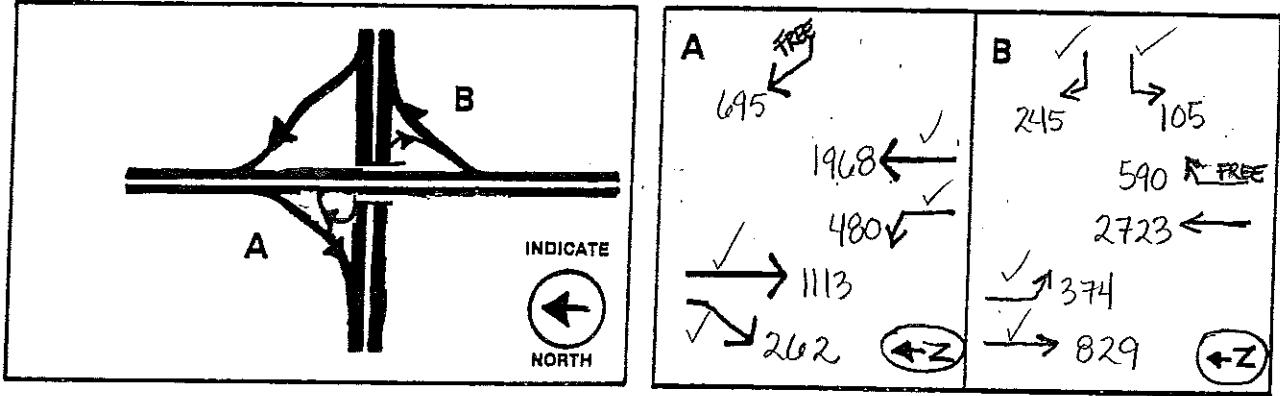 B
A
INDICATE
NORTH
A
FREE
695
1968
480
1113
262
Z
B
245
105
590 FREE
2723
374
829
Z